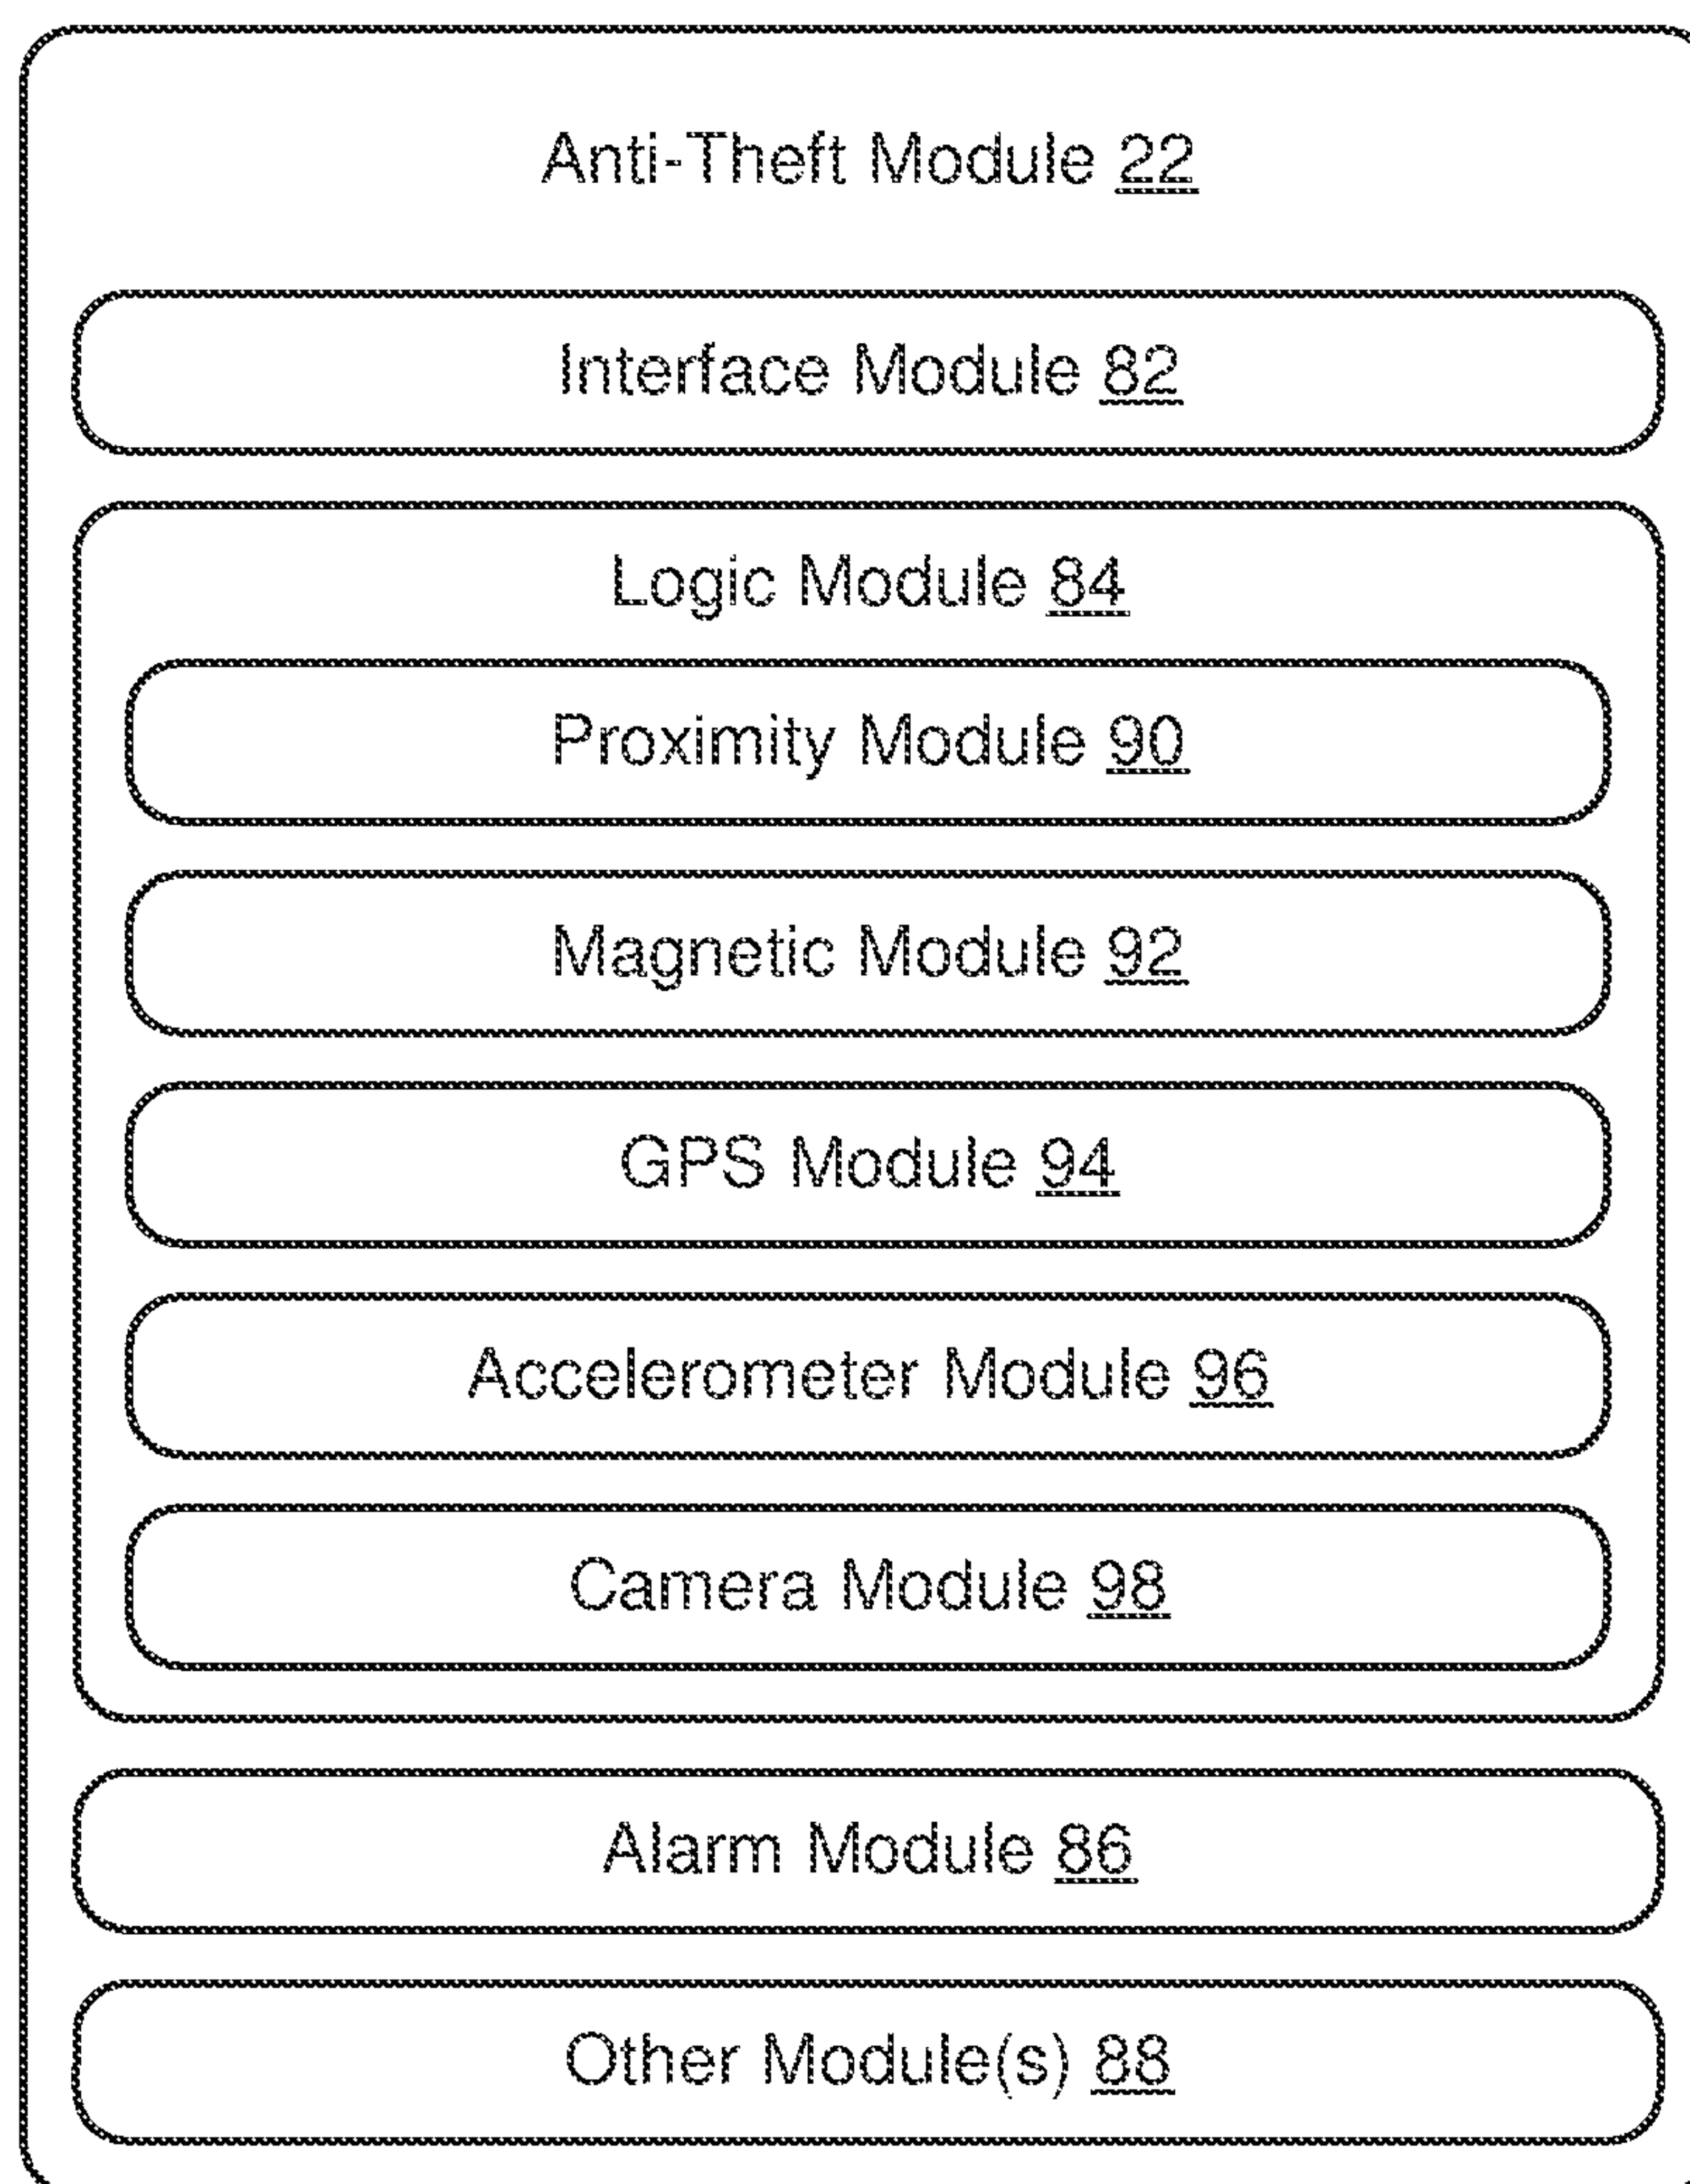 Anti-Theft Module 22
Interface Module 82
Logic Module 84
Proximity Module 90
Magnetic Module 92
GPS Module 94
Accelerometer Module 96
Camera Module 98
Alarm Module 86
Other Module(s) 88